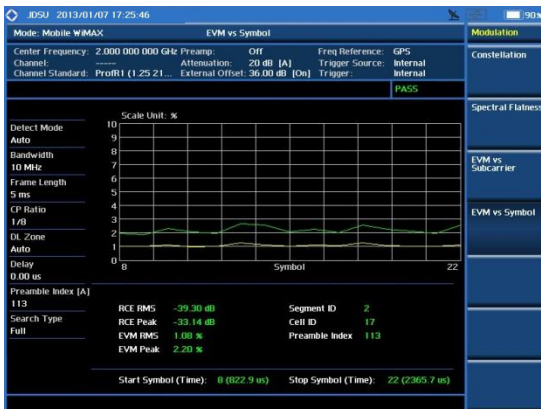 JDSU 2013/01/07 17:25:46
90%
Mode: Mobile WiMAX
EVM vs Symbol
Modulation
Center Frequency: 2.000 000 000 GHz Preamp: Off Freq Reference: GPS
Channel: ----- Attenuation: 20 dB [A] Trigger Source: Internal
Channel Standard: ProfR1 (1.25 21... External Offset: 36.00 dB [On] Trigger: Internal
PASS
Constellation
Spectral Flatness
EVM vs
Subcarrier
EVM vs Symbol
Detect Mode
Auto
Bandwidth
10 MHz
Frame Length
5 ms
CP Ratio
1/8
DL Zone
Auto
Delay
0.00 us
Preamble Index [A]
113
Search Type
Full
Scale Unit: %
10
9
8
7
6
5
4
3
2
1
0
8 Symbol 22
RCE RMS -39.30 dB Segment ID 2
RCE Peak -33.14 dB Cell ID 17
EVM RMS 1.08 % Preamble Index 113
EVM Peak 2.20 %
Start Symbol (Time): 8 (822.9 us) Stop Symbol (Time): 22 (2365.7 us)